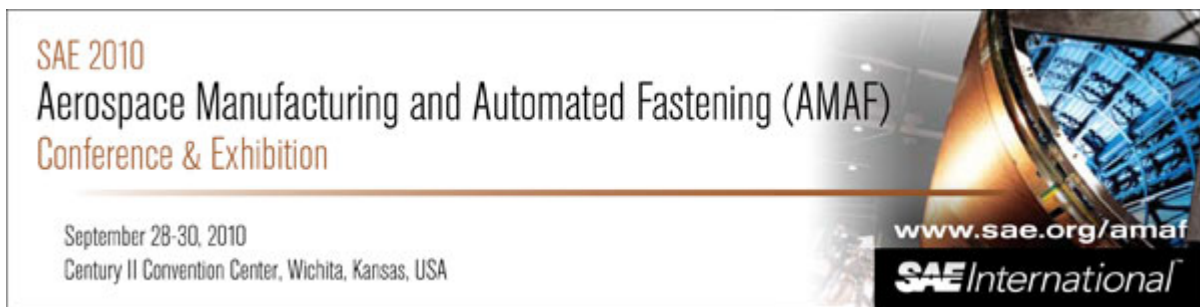 SAE 2010
Aerospace Manufacturing and Automated Fastening (AMAF)
Conference & Exhibition
September 28-30, 2010
Century II Convention Center, Wichita, Kansas, USA
www.sae.org/amaf
SAE International™